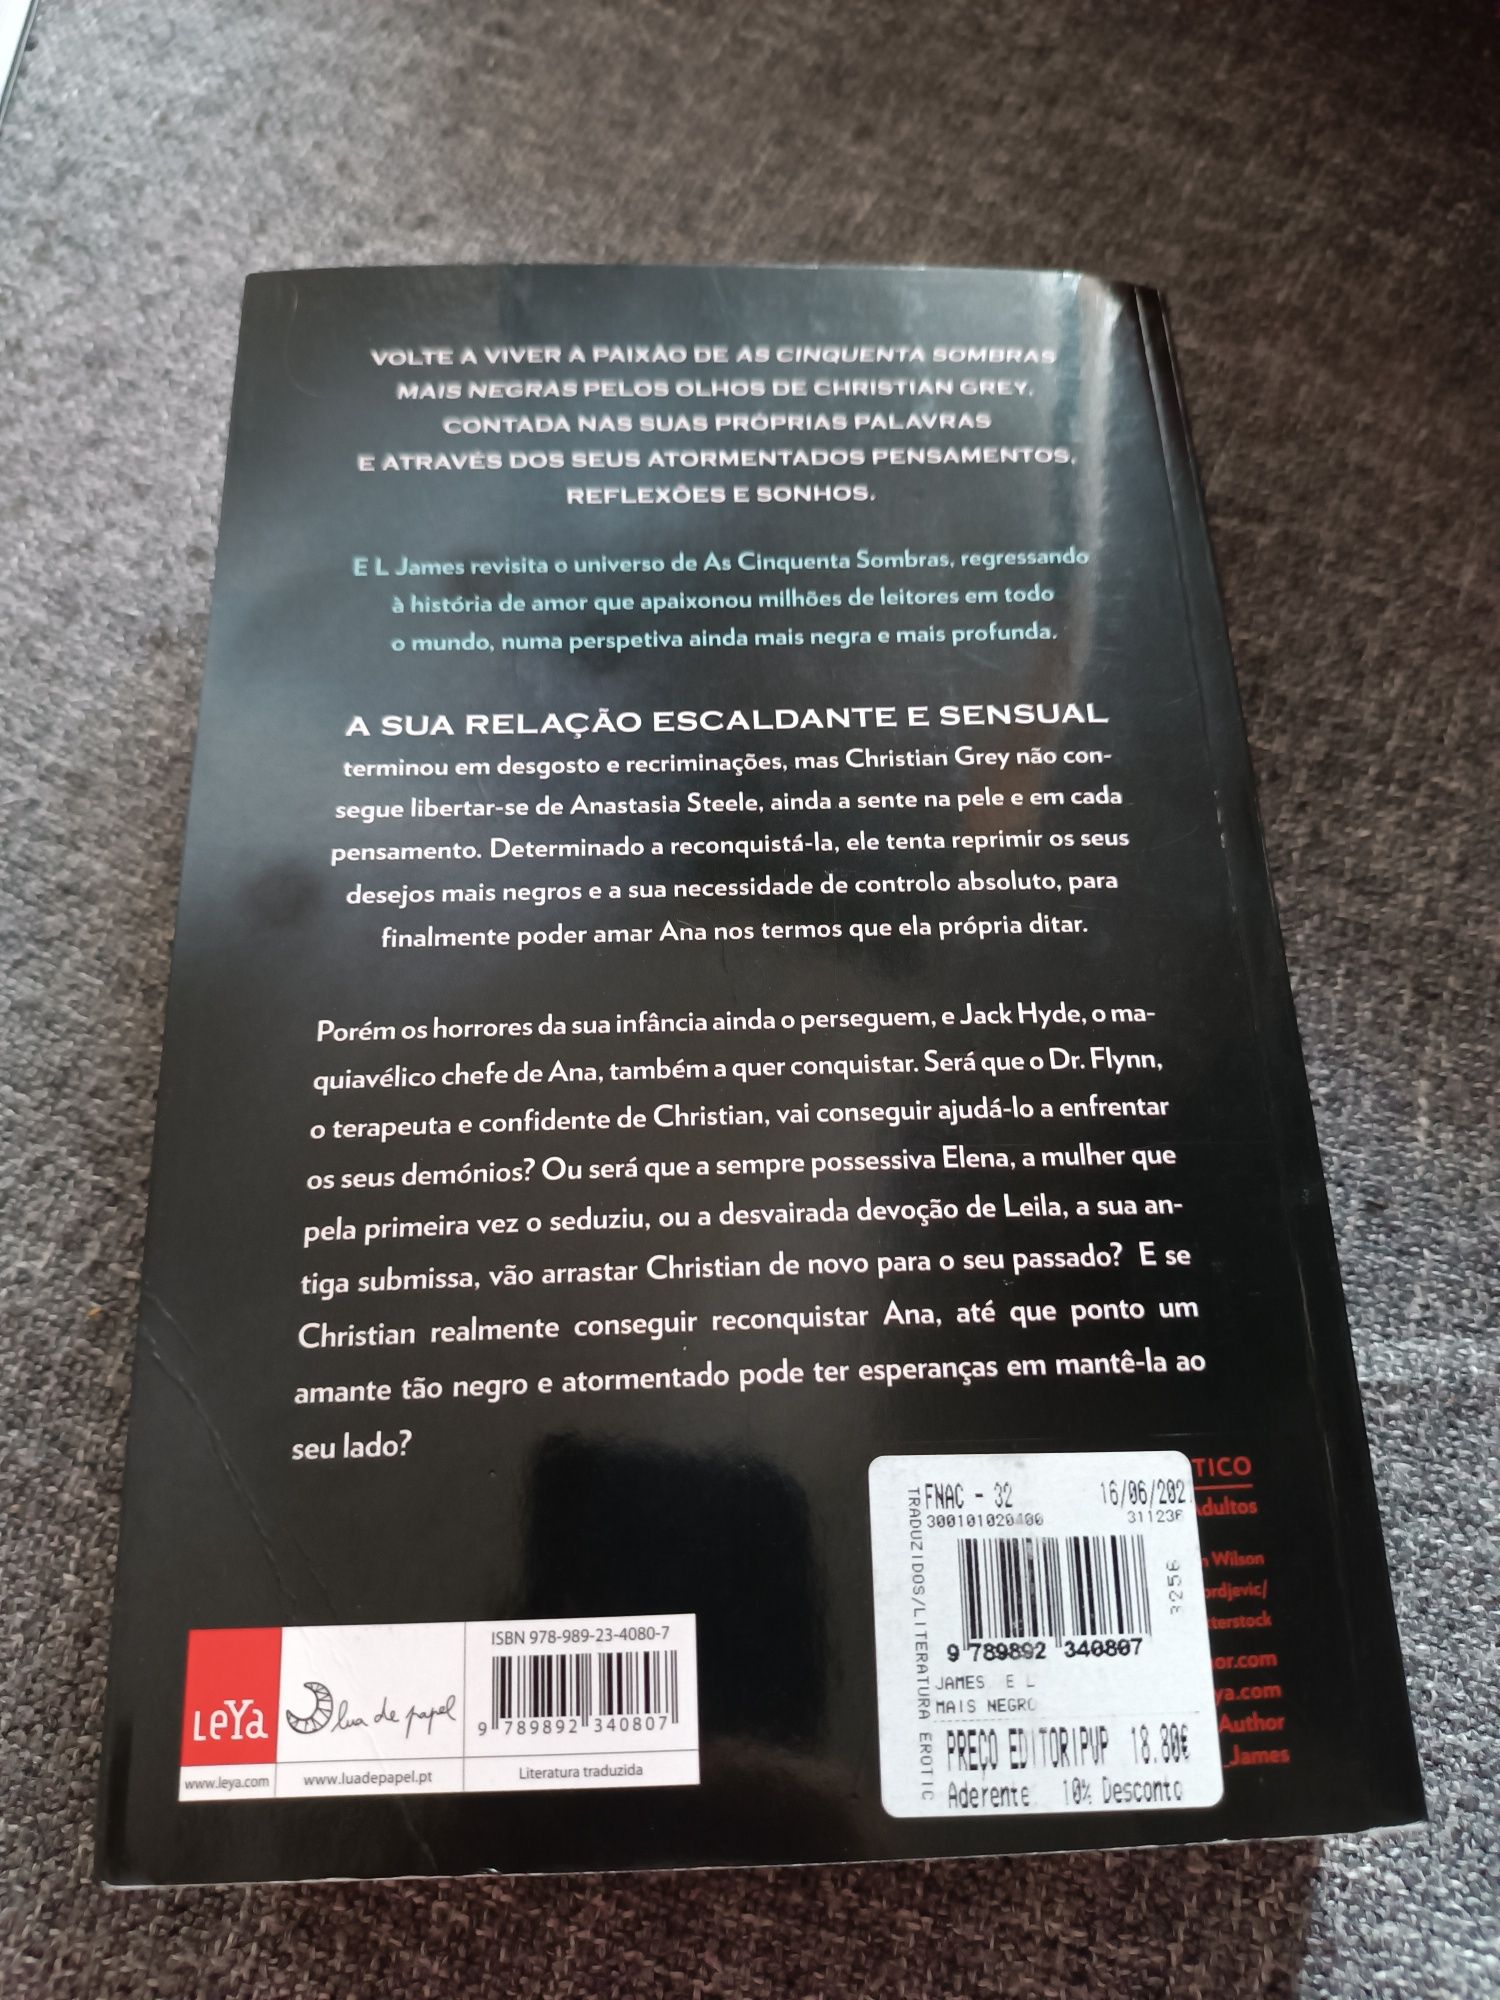 VOLTE A VIVER A PAIXÃO DE AS CINQUENTA SOMBRAS
MAIS NEGRAS PELOS OLHOS DE CHRISTIAN GREY,
CONTADA NAS SUAS PRÓPRIAS PALAVRAS
E ATRAVÉS DOS SEUS ATORMENTADOS PENSAMENTOS,
REFLEXÕES E SONHOS.
E L James revisita o universo de As Cinquenta Sombras, regressando
à história de amor que apaixonou milhões de leitores em todo
o mundo, numa perspetiva ainda mais negra e mais profunda.
A SUA RELAÇÃO ESCALDANTE E SENSUAL
terminou em desgosto e recriminações, mas Christian Grey não con-
segue libertar-se de Anastasia Steele, ainda a sente na pele e em cada
pensamento. Determinado a reconquistá-la, ele tenta reprimir os seus
desejos mais negros e a sua necessidade de controlo absoluto, para
finalmente poder amar Ana nos termos que ela própria ditar.
Porém os horrores da sua infância ainda o perseguem, e Jack Hyde, o ma-
quiavélico chefe de Ana, também a quer conquistar. Será que o Dr. Flynn,
o terapeuta e confidente de Christian, vai conseguir ajudá-lo a enfrentar
os seus demónios? Ou será que a sempre possessiva Elena, a mulher que
pela primeira vez o seduziu, ou a desvairada devoção de Leila, a sua an-
tiga submissa, vão arrastar Christian de novo para o seu passado? E se
Christian realmente conseguir reconquistar Ana, até que ponto um
amante tão negro e atormentado pode ter esperanças em mantê-la ao
seu lado?
TICO
dultos
n Wilson
ordjevic/
tterstock
or.com
ya.com
Author
_James
FNAC - 32 16/06/202
300101020406 31123F
TRADUZIDOS/LITERATURA EROTIC
3256
9 789892 340807
JAMES E L
MAIS NEGRO
PREÇO EDITOR/PVP 18.80€
Aderente 10% Desconto
LeYa
www.leya.com
lua de papel
www.luadepapel.pt
ISBN 978-989-23-4080-7
9 789892 340807
Literatura traduzida